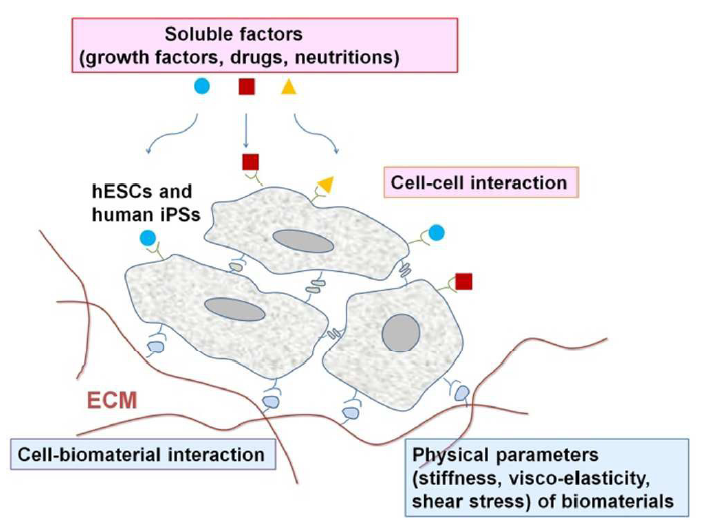 Soluble factors
(growth factors, drugs, neutritions)
Cell-cell interaction
hESCs and
human iPSs
ECM
Cell-biomaterial interaction
Physical parameters
(stiffness, visco-elasticity,
shear stress) of biomaterials